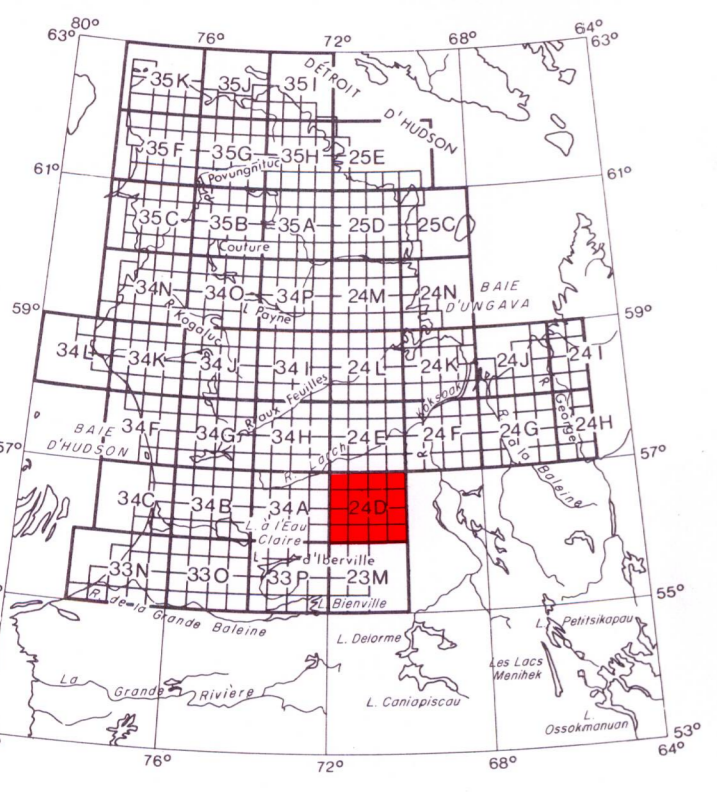 80°
76°
72°
68°
64°
63°
63°
35K
35J
35I
DÉTROIT
D'HUDSON
35F
35G
35H
25E
61°
61°
Povungnituc
R.
35C
35B
35A
25D
25C
Couture
34N
34O
34P
24M
24N
BAIE
D'UNGAVA
59°
59°
L. Payne
R. Kogaluc
34L
34K
34J
34I
24L
24K
24J
24I
R. aux Feuilles
Koksoak
R.
R. George
34F
34G
34H
24E
24F
24G
24H
BAIE
D'HUDSON
57°
57°
R. Larch
R. à la Baleine
34C
34B
34A
24D
L. à l'Eau
Claire
L. d'Iberville
33N
33O
33P
23M
55°
R. de la Grande Baleine
L. Bienville
L. Delorme
L. Petitsikapau
Les Lacs
Menihek
La Grande Rivière
L. Caniapiscau
L.
Ossokmanuan
53°
76°
72°
68°
64°